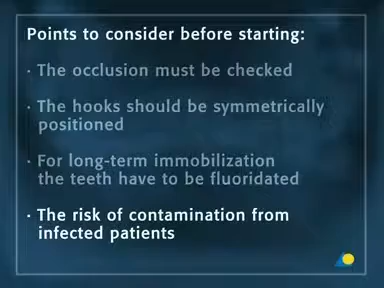 Points to consider before starting:
· The occlusion must be checked
· The hooks should be symmetrically
positioned
· For long-term immobilization
the teeth have to be fluoridated
· The risk of contamination from
infected patients